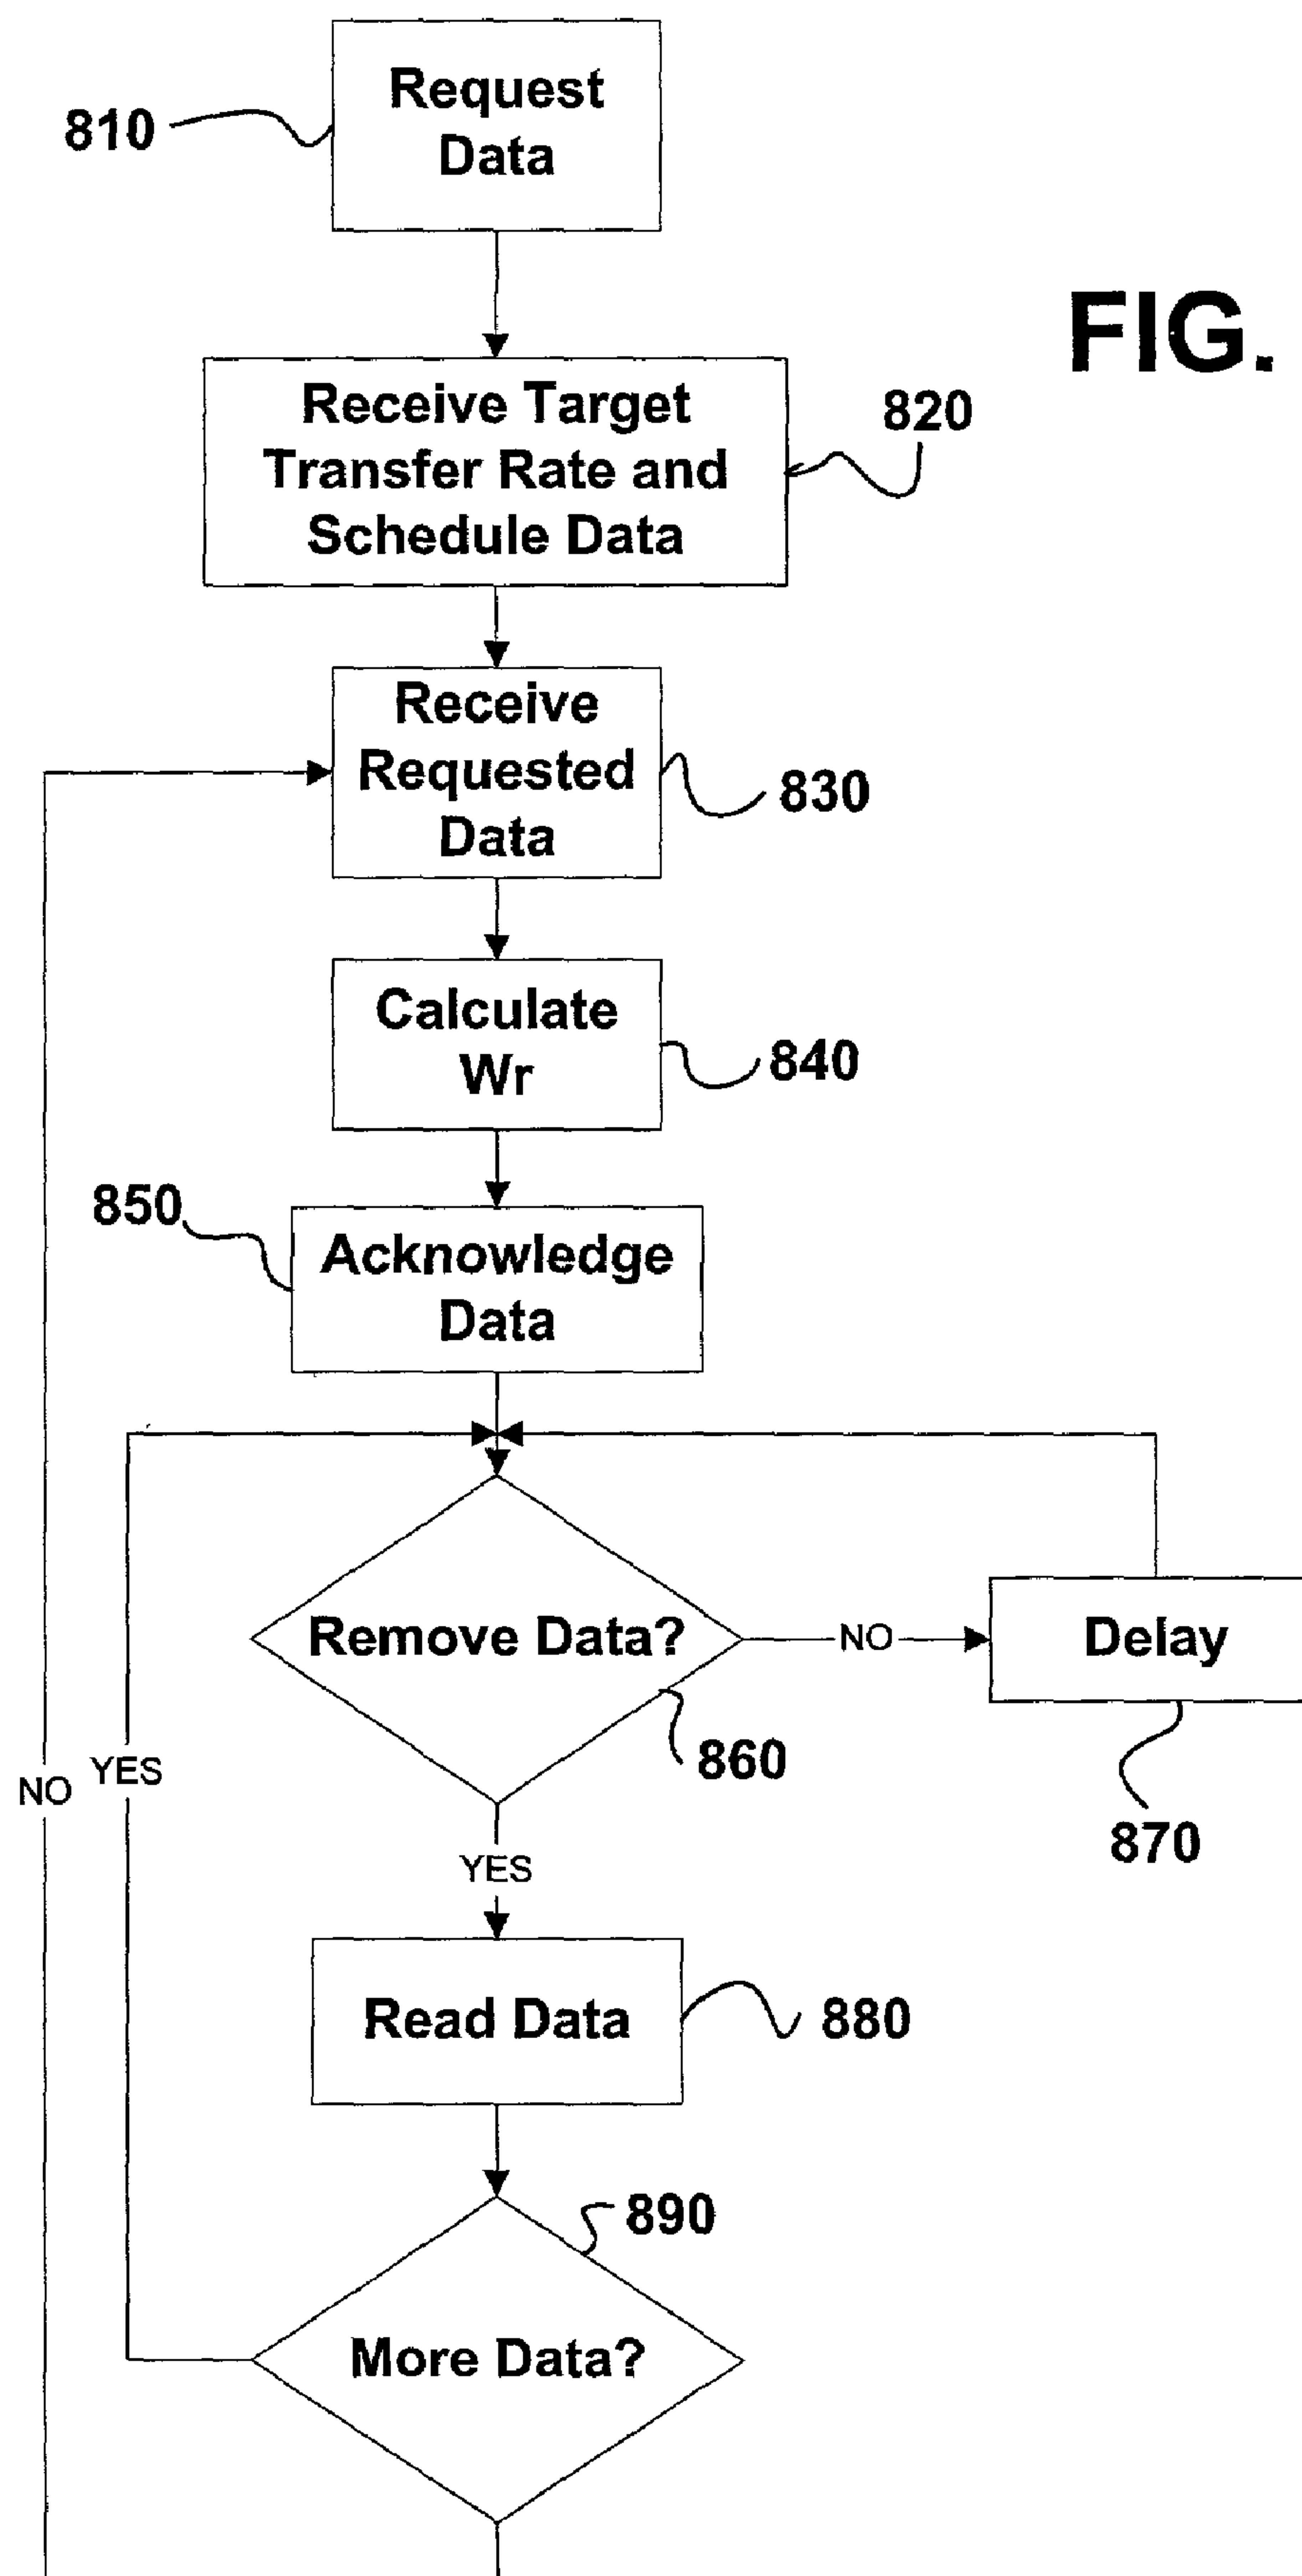 Request
Data
810
FIG.
Receive Target
Transfer Rate and
Schedule Data
820
Receive
Requested
Data
830
Calculate
Wr
840
850
Acknowledge
Data
Remove Data?
NO
Delay
860
870
NO
YES
YES
Read Data
880
890
More Data?